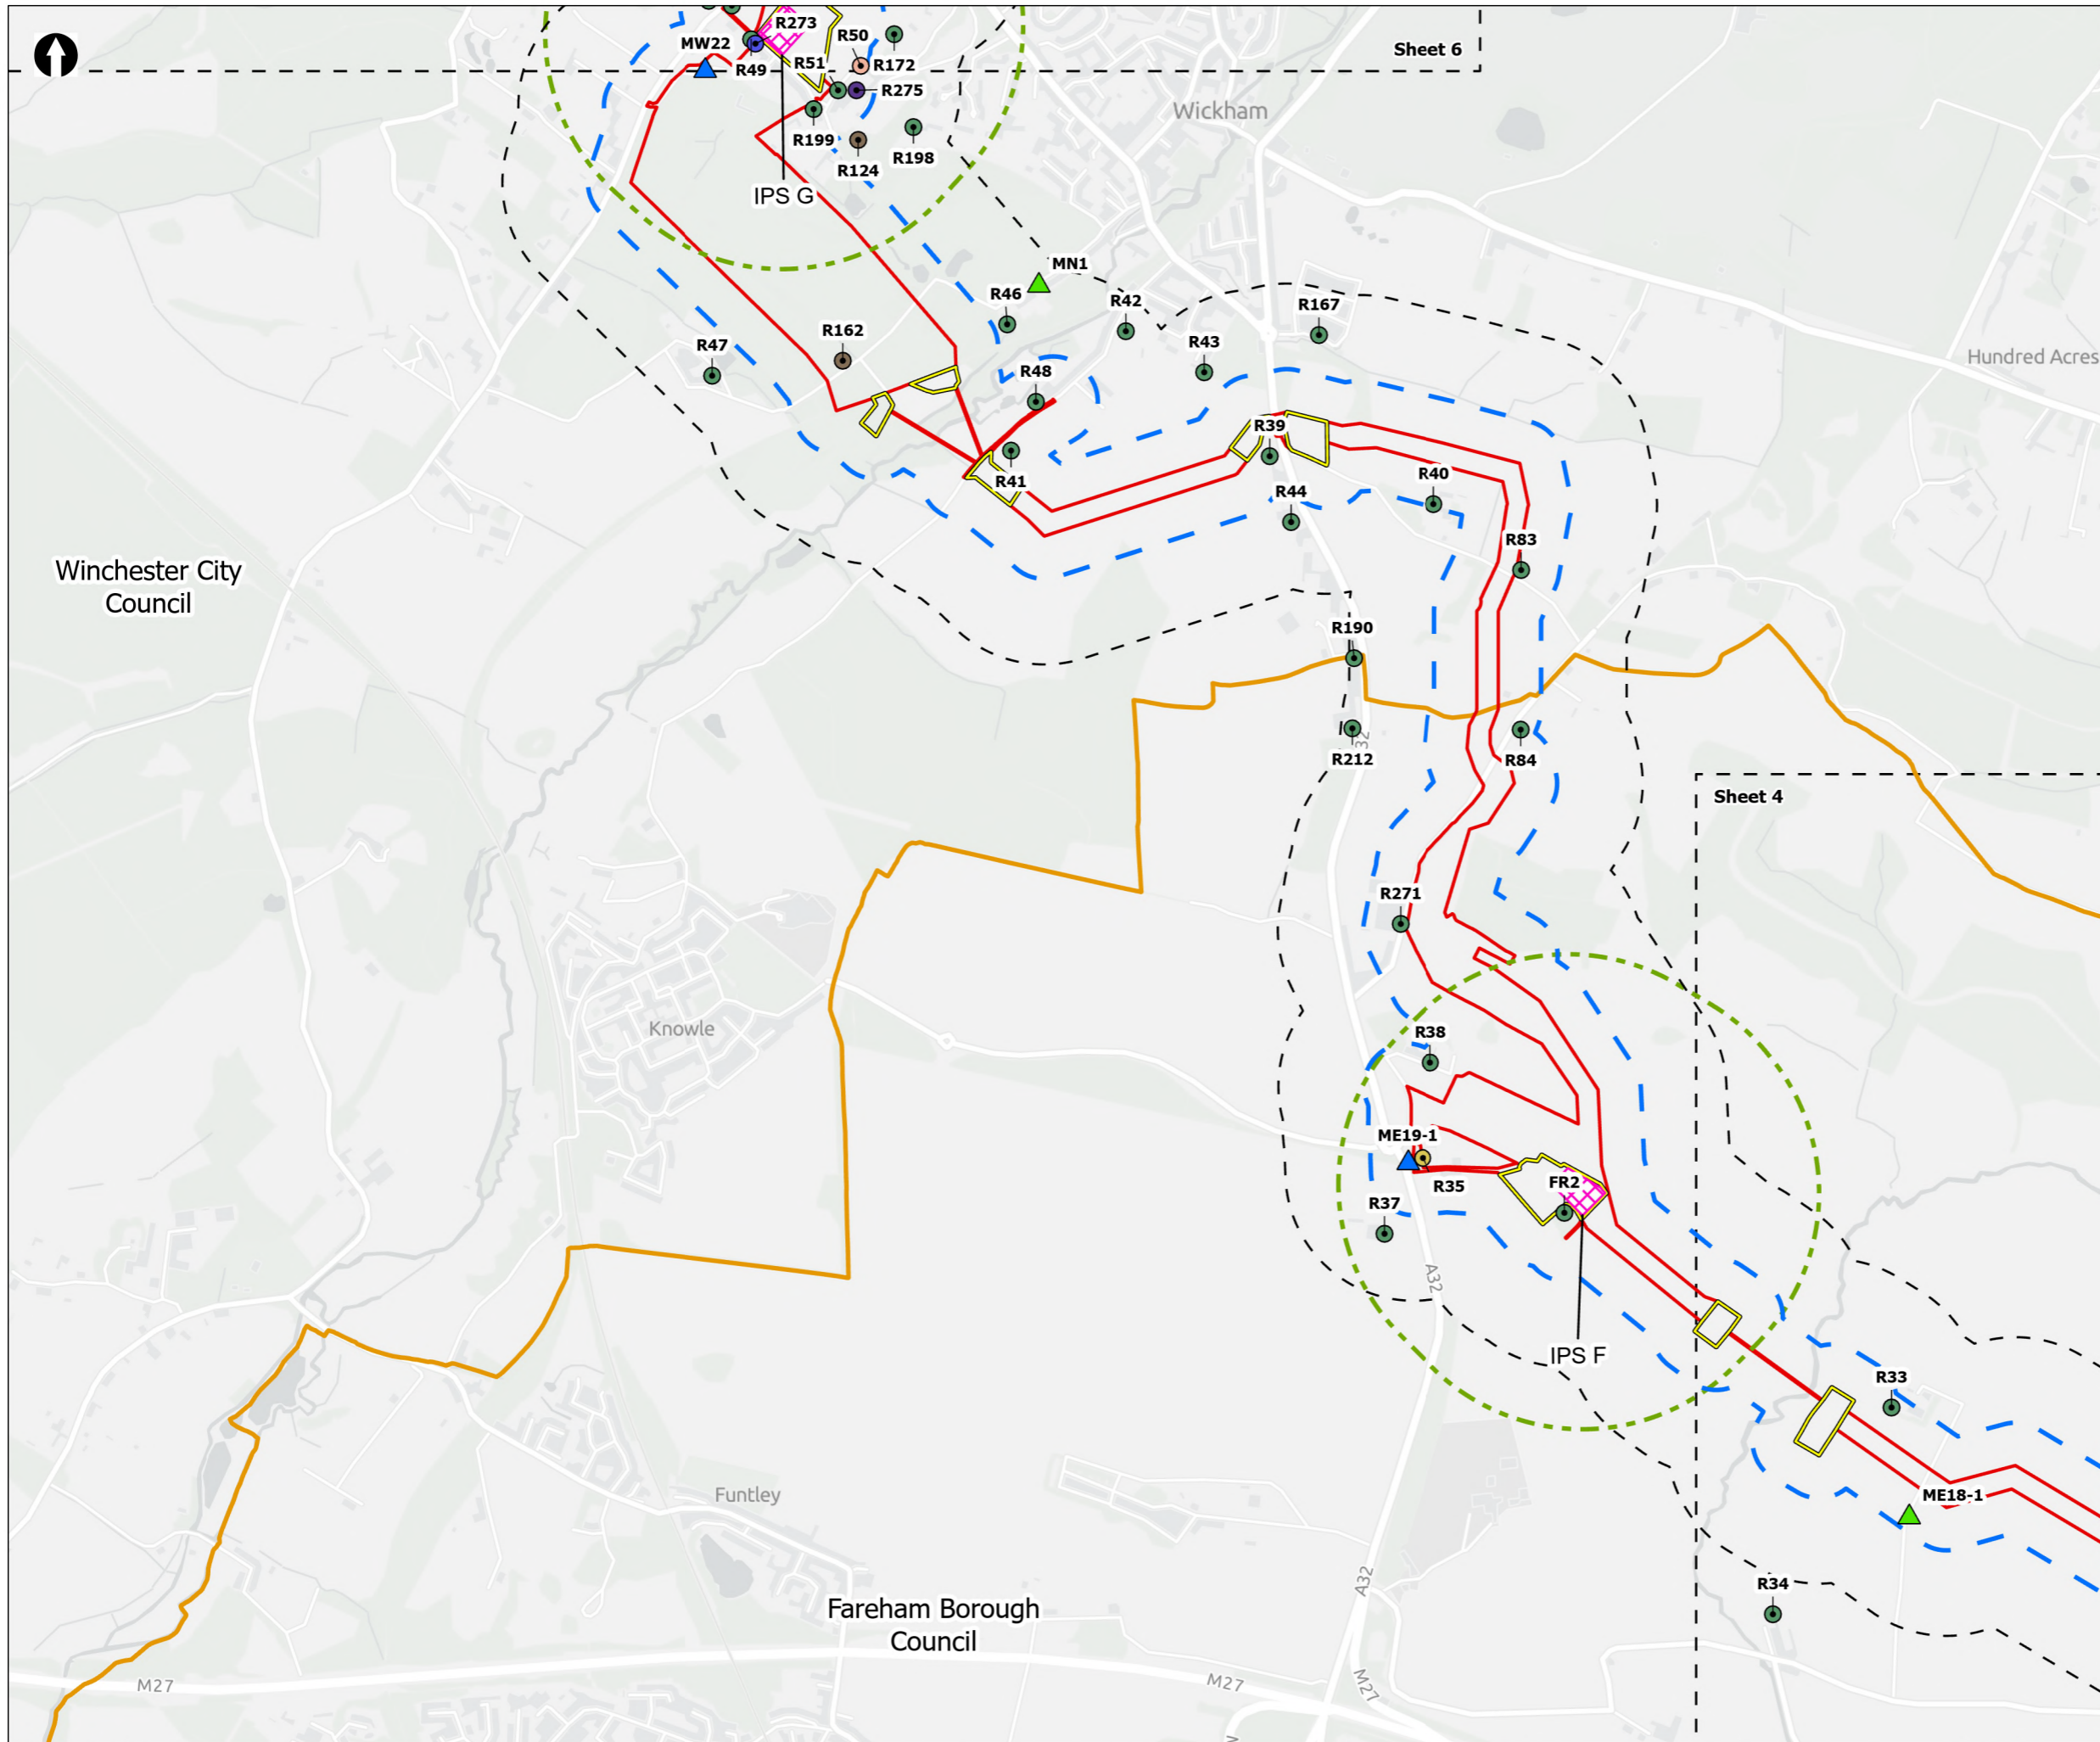 R273
Sheet 6
MW22
R50
R49
R51
R172
R275
Wickham
R199
R198
R124
IPS G
MN1
R46
R42
R167
R162
R43
R47
Hundred Acres
R48
R39
R40
R41
R44
R83
Winchester City
Council
R190
A32
R212
R84
Sheet 4
R271
Knowle
R38
ME19-1
R35
FR2
R37
A32
IPS F
R33
Funtley
ME18-1
A32
R34
Fareham Borough
Council
M27
M27
M27